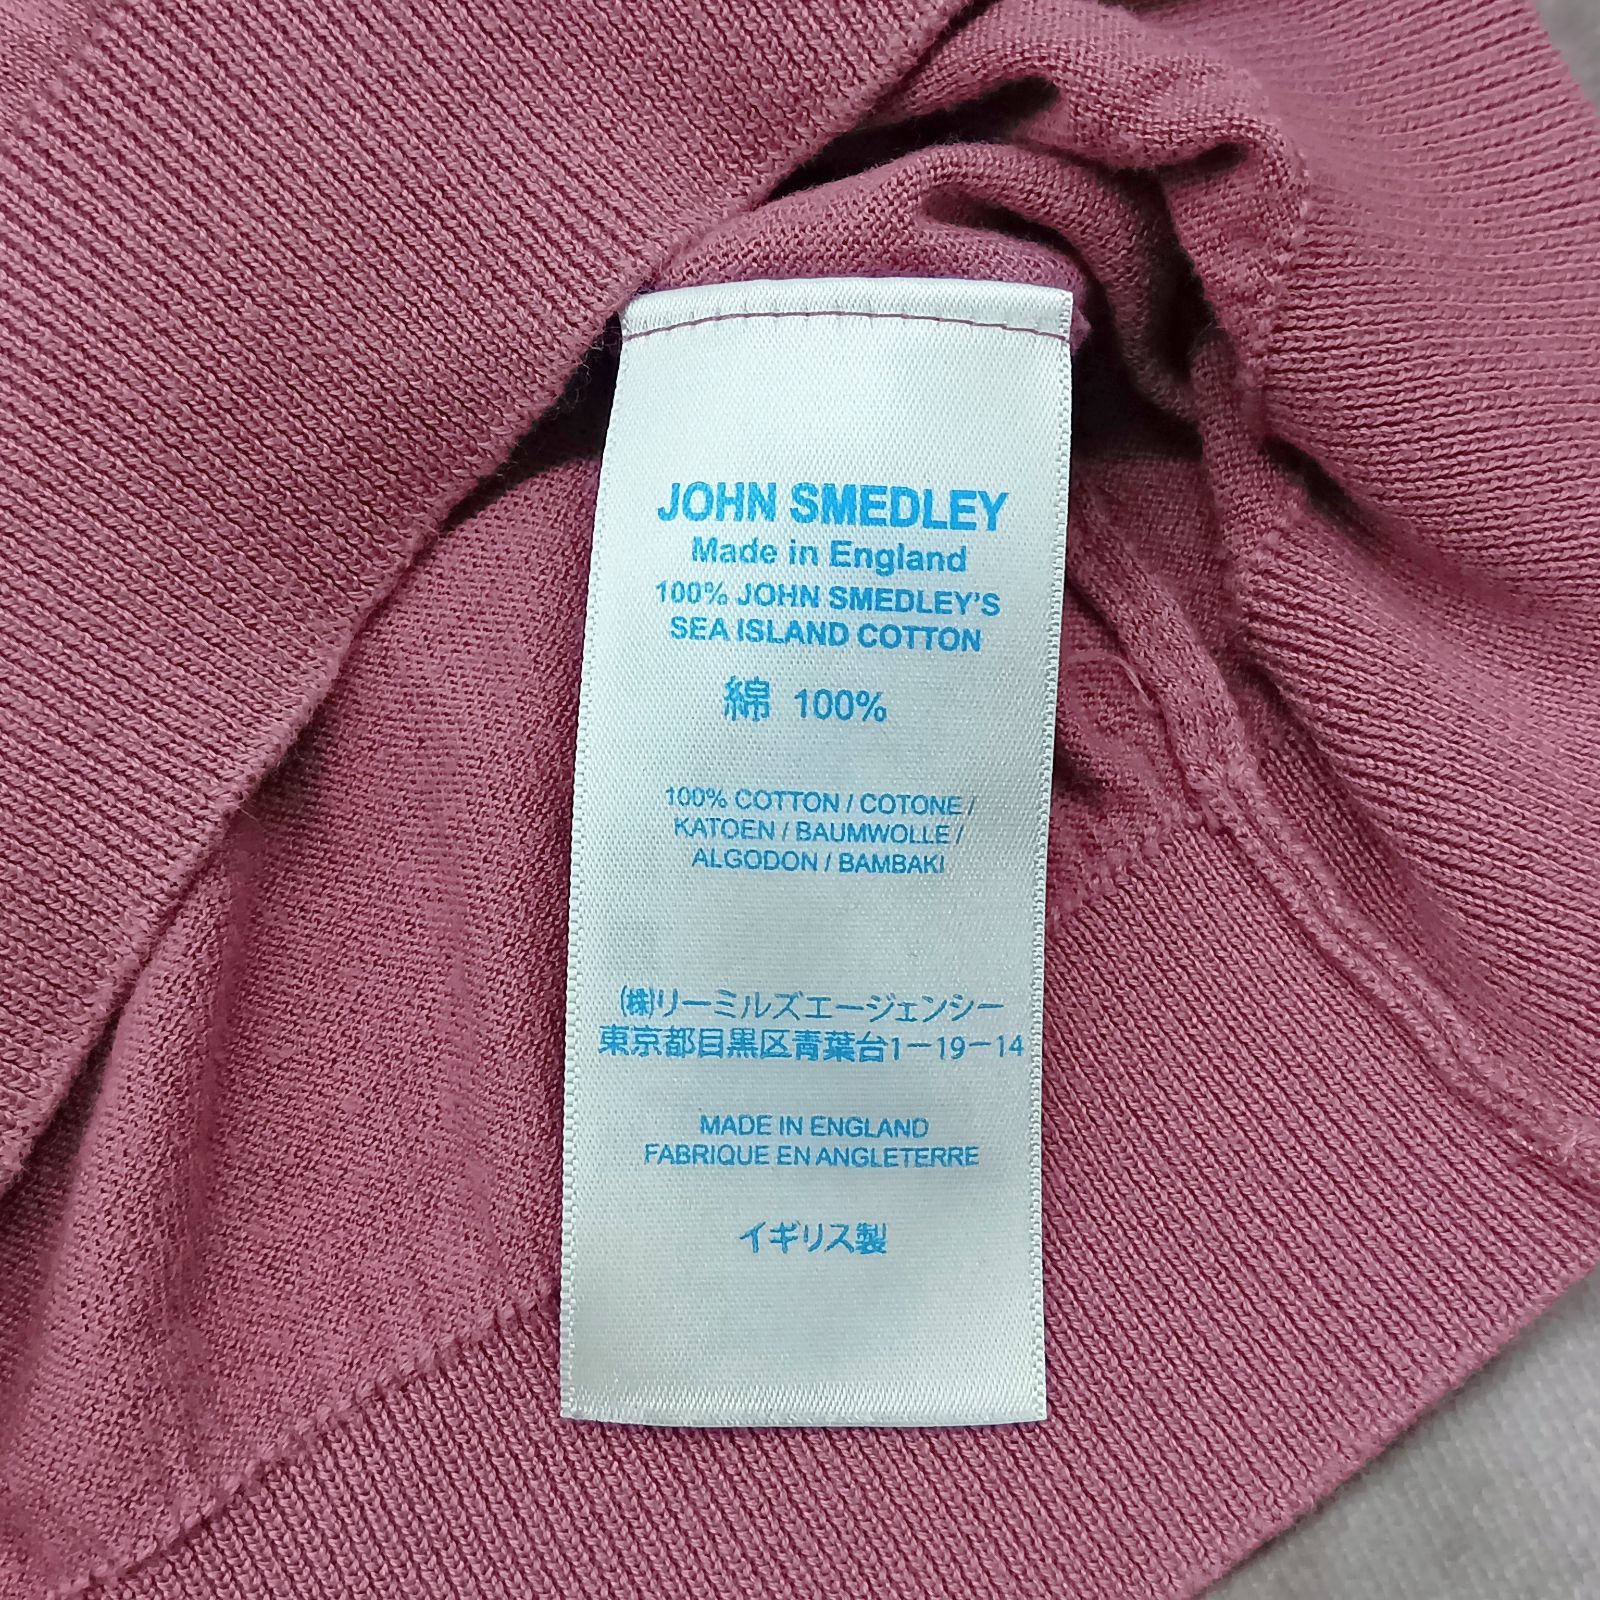 JOHN SMEDLEY
Made in England
100% JOHN SMEDLEY'S
SEA ISLAND COTTON
綿 100%
100% COTTON / COTONE /
KATOEN / BAUMWOLLE /
ALGODON / BAMBAKI
㈱リーミルズエージェンシー
東京都目黒区青葉台1－19－14
MADE IN ENGLAND
FABRIQUE EN ANGLETERRE
イギリス製